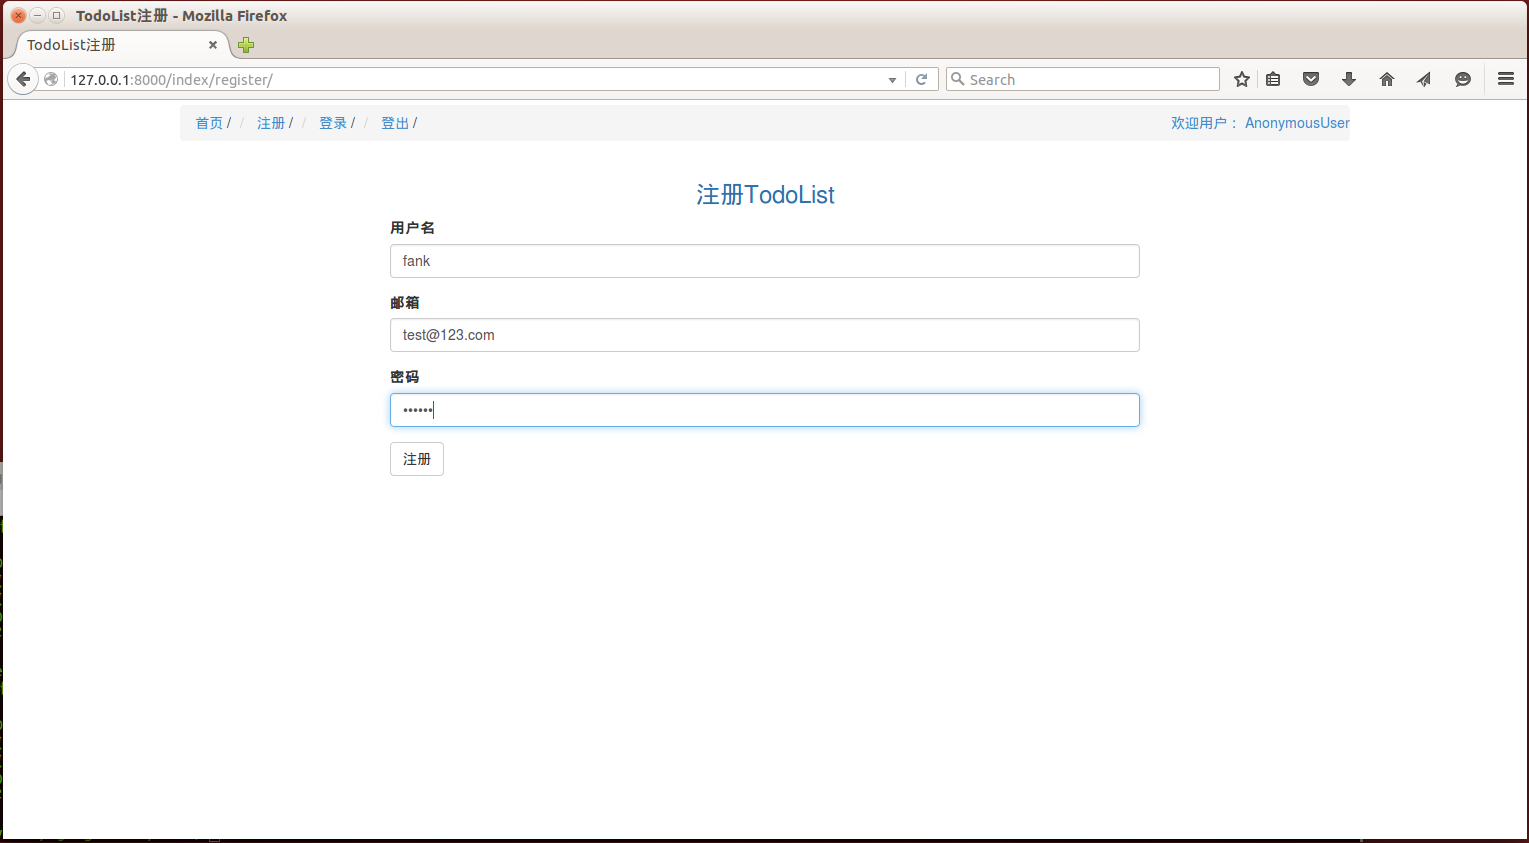 TodoList注册 - Mozilla Firefox
TodoList注册
127.0.0.1:8000/index/register/ Search
首页 / / 注册 / / 登录 / / 登出 / 欢迎用户： AnonymousUser
注册TodoList
用户名
fank
邮箱
test@123.com
密码
••••••
注册